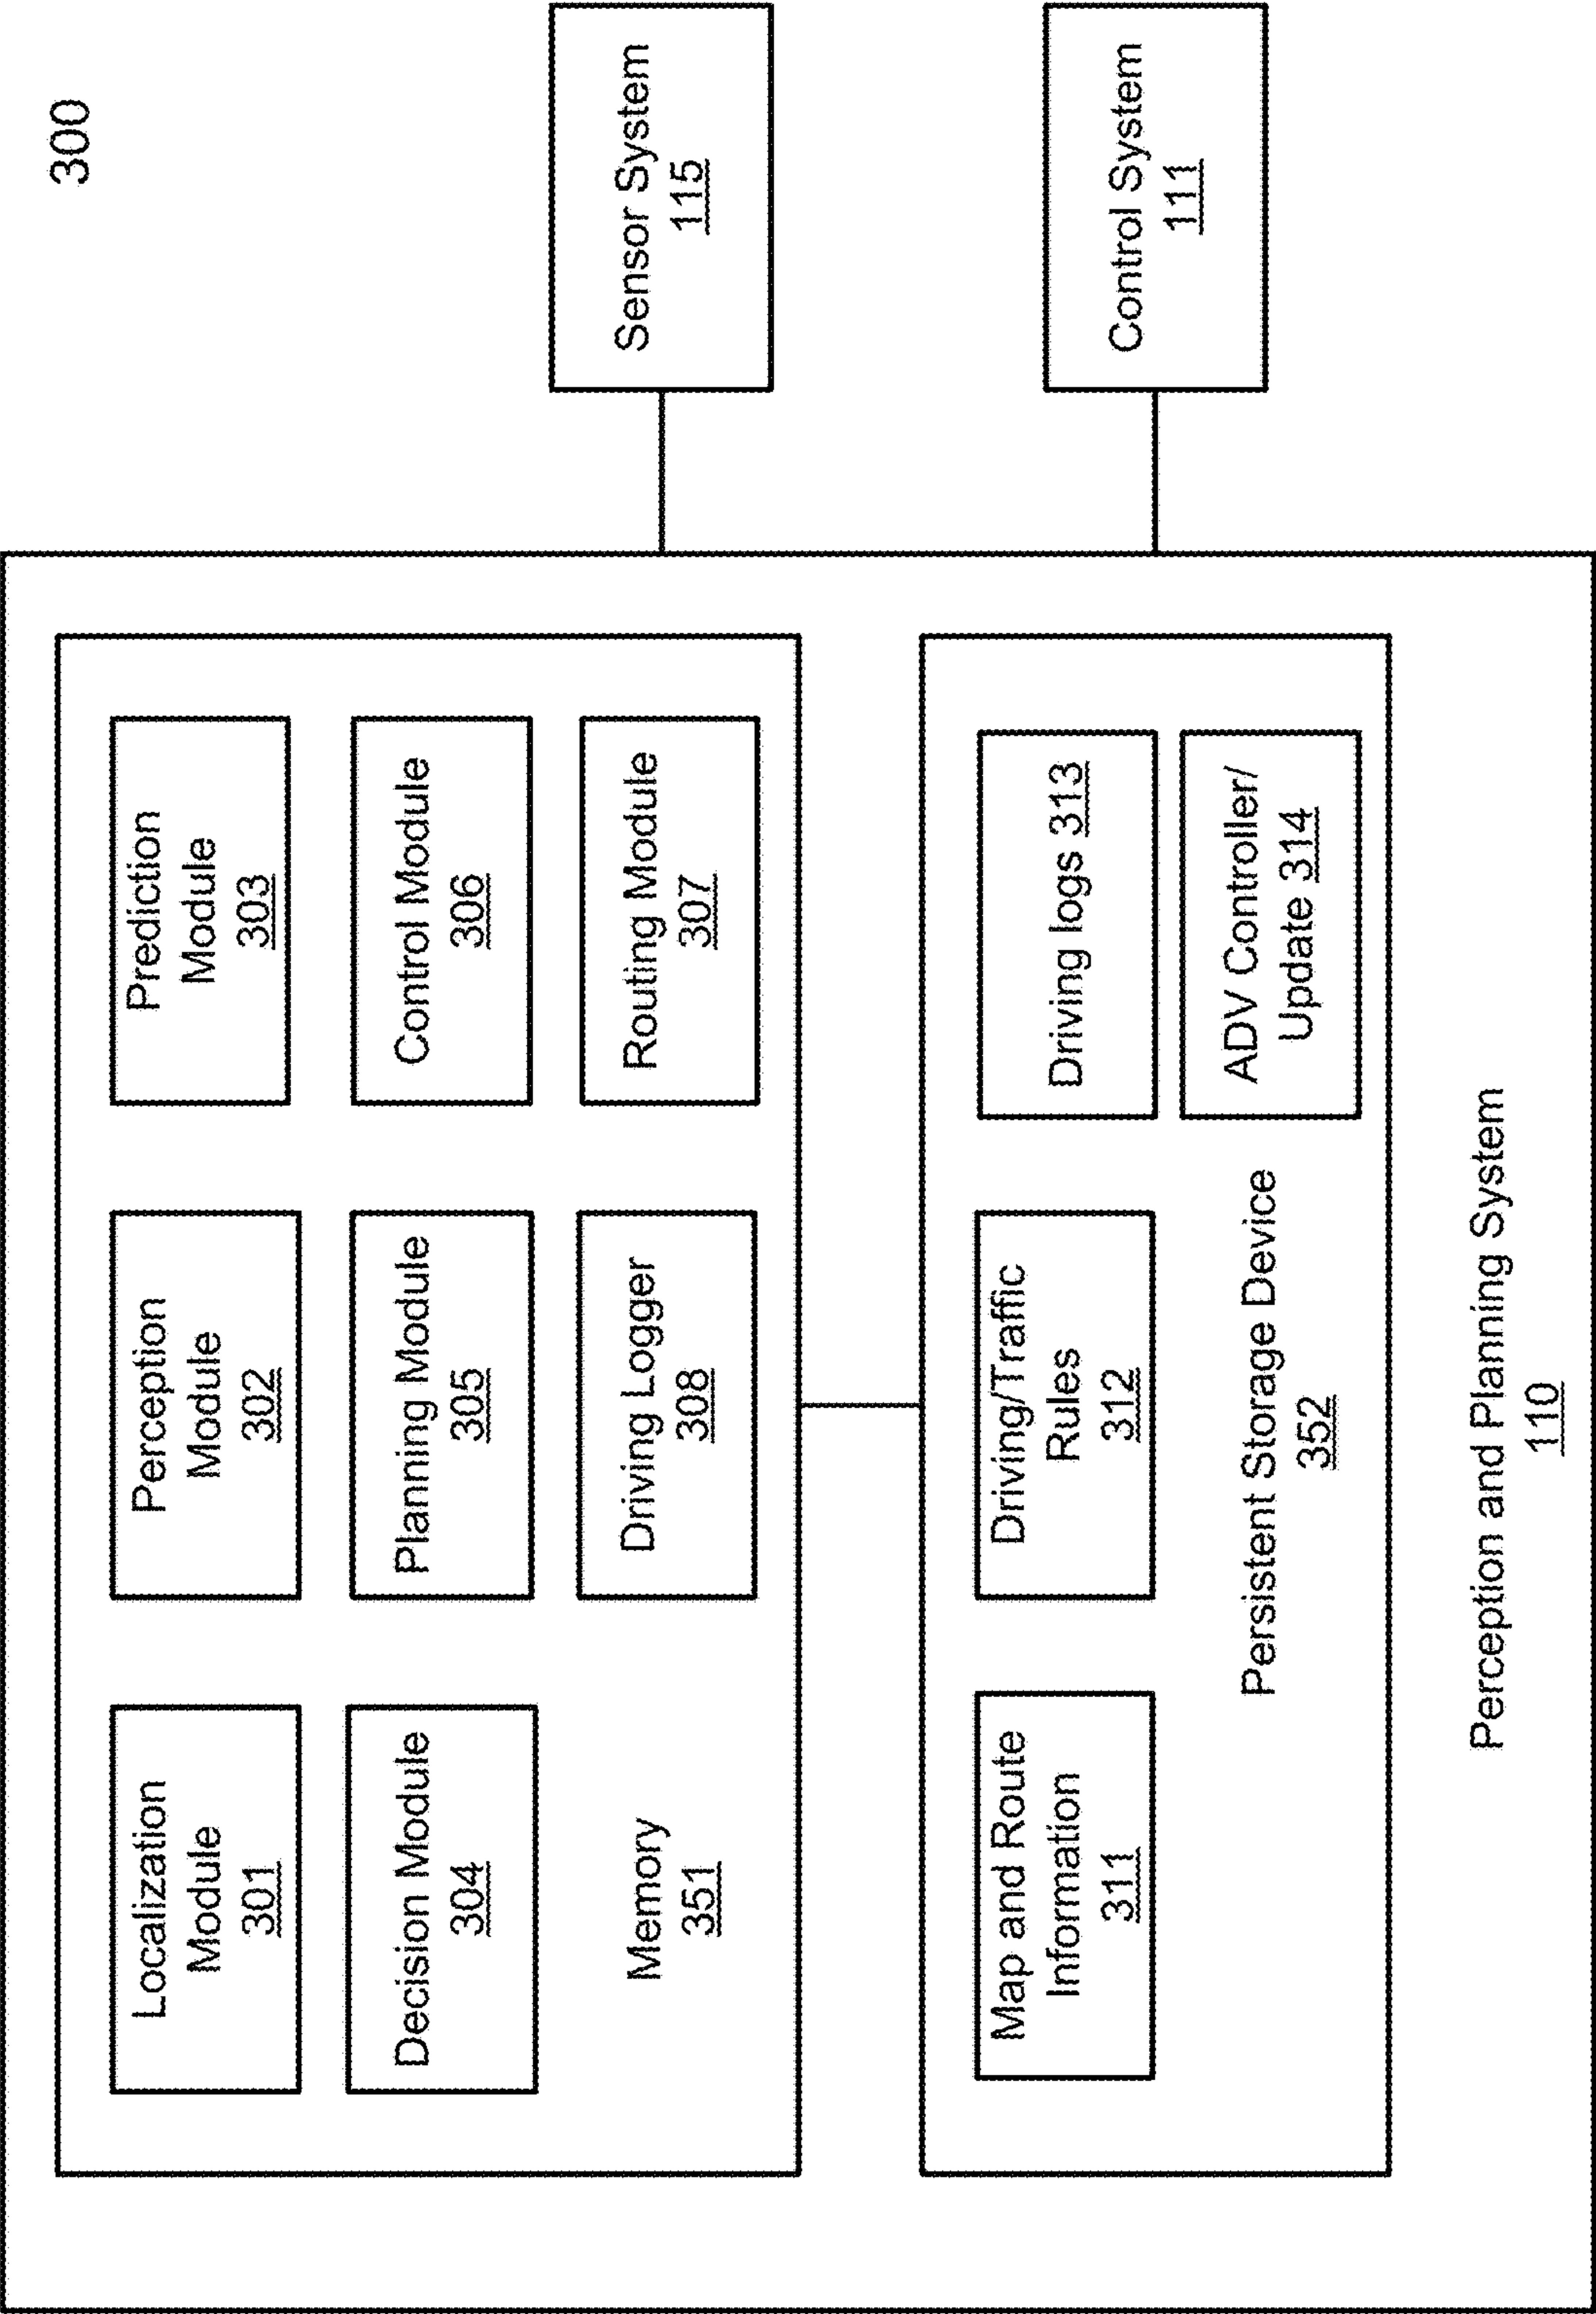 300
Localization
Module
301
Perception
Module
302
Prediction
Module
303
Decision Module
304
Planning Module
305
Control Module
306
Memory
351
Driving Logger
308
Routing Module
307
Sensor System
115
Map and Route
Information
311
Driving/Traffic
Rules
312
Driving logs 313
ADV Controller/
Update 314
Persistent Storage Device
352
Control System
111
Perception and Planning System
110